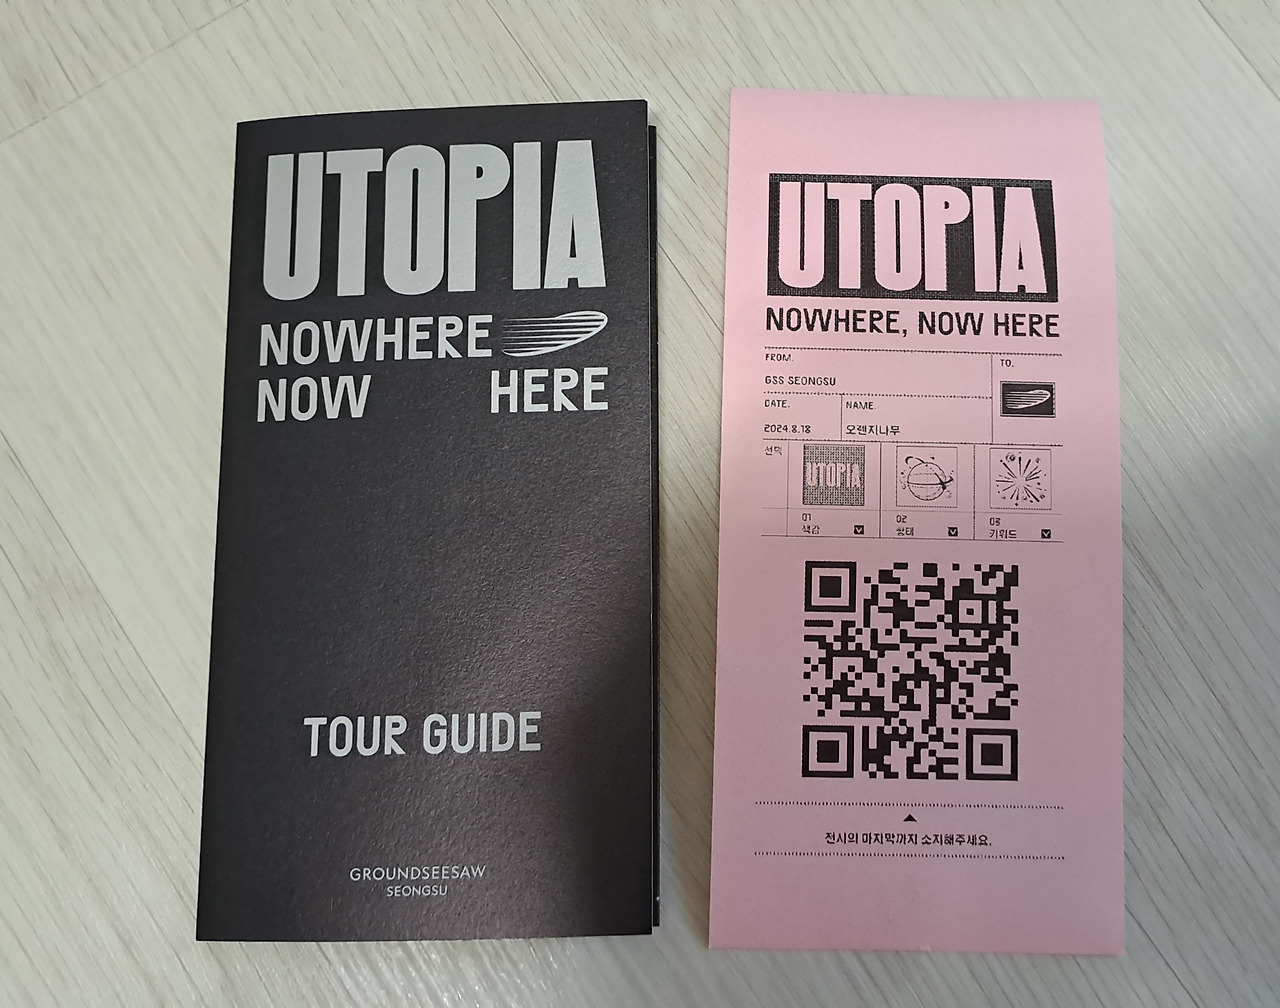 UTOPIA
NOWHERE
NOW HERE
TOUR GUIDE
GROUNDSEESAW
SEONGSU
UTOPIA
NOWHERE, NOW HERE
FROM.
TO.
GSS SEONGSU
DATE.
NAME.
2024.8.18
오렌지나무
선택
UTOPIA
01
색감
02
형태
03
키워드
전시의 마지막까지 소지해주세요.